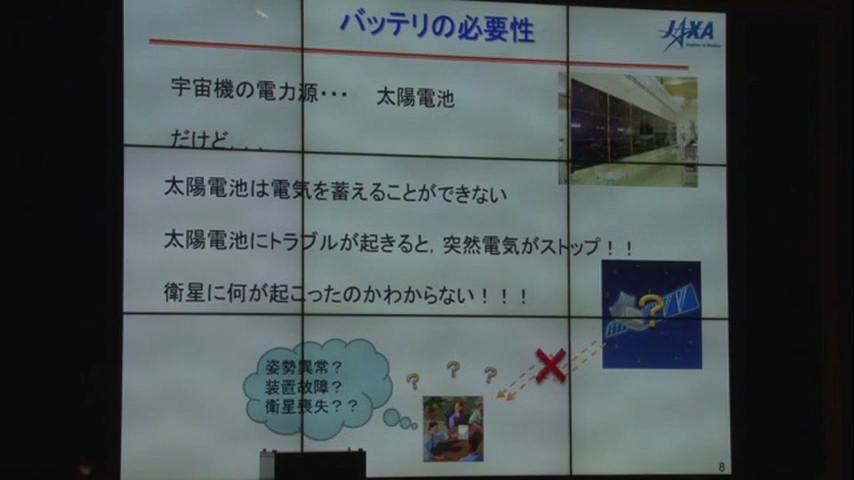 バッテリの必要性
JAXA
宇宙機の電力源・・・ 太陽電池
だけど．．．
太陽電池は電気を蓄えることができない
太陽電池にトラブルが起きると，突然電気がストップ！！
衛星に何が起こったのかわからない！！！
?
姿勢異常？
装置故障？
衛星喪失？？
? ? ?
8